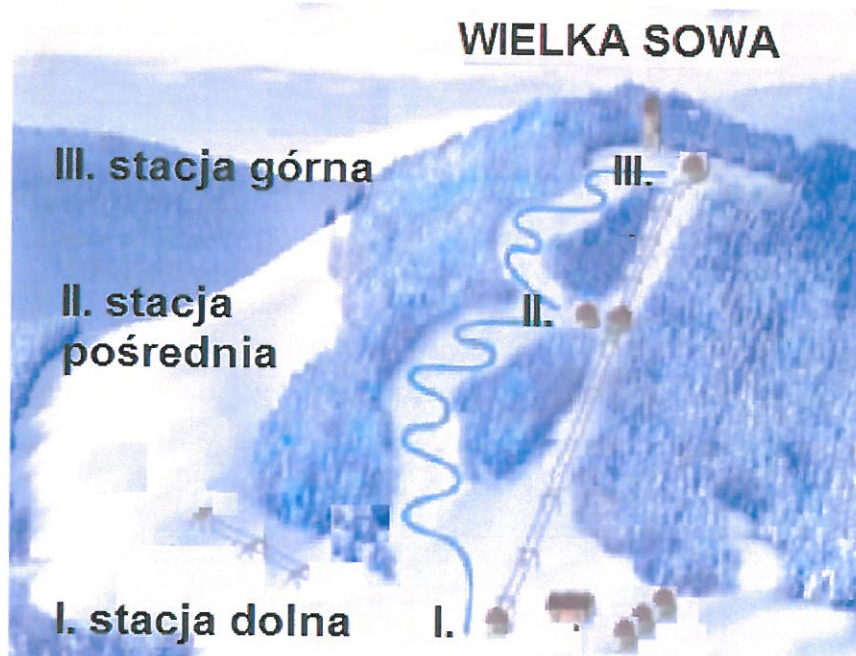 WIELKA SOWA
III. stacja górna
III.
II. stacja
pośrednia
II.
I. stacja dolna
I.